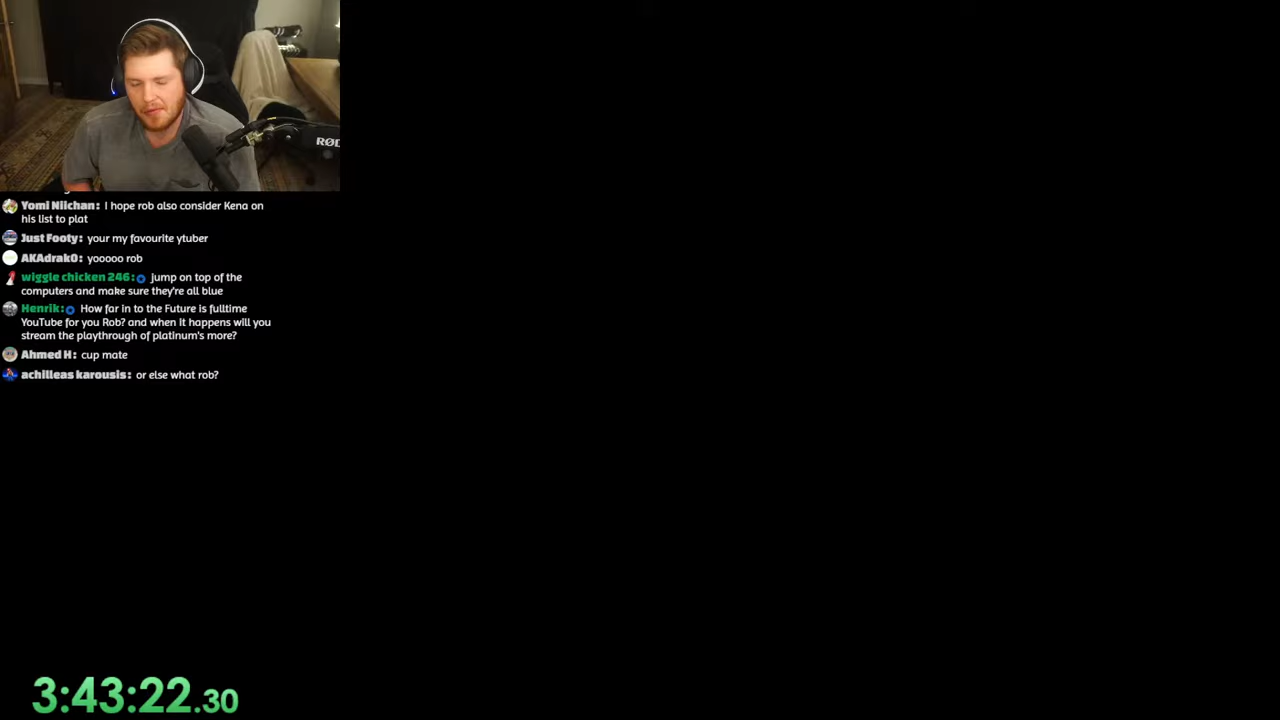 RØD
Yomi Niichan: I hope rob also consider Kena on
his list to plat
Just Footy: your my favourite ytuber
AKAdrak0: yooooo rob
wiggle chicken 246: jump on top of the
computers and make sure they're all blue
Henrik: How far in to the Future is fulltime
YouTube for you Rob? and when it happens will you
stream the playthrough of platinum's more?
Ahmed H: cup mate
achilleas karousis: or else what rob?
3:43:22.30